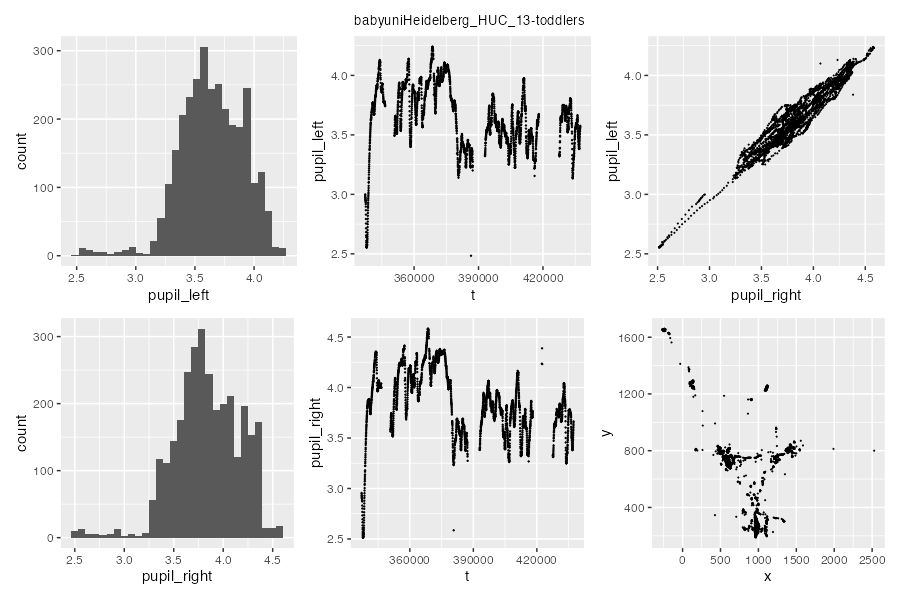 babyuniHeidelberg_HUC_13-toddlers
300
200
100
0
count
2.5 3.0 3.5 4.0
pupil_left
4.0
3.5
3.0
2.5
pupil_left
360000 390000 420000
t
4.0
3.5
3.0
2.5
pupil_left
2.5 3.0 3.5 4.0 4.5
pupil_right
300
200
100
0
count
2.5 3.0 3.5 4.0 4.5
pupil_right
4.5
4.0
3.5
3.0
2.5
pupil_right
360000 390000 420000
t
1600
1200
800
400
y
0 500 1000 1500 2000 2500
x